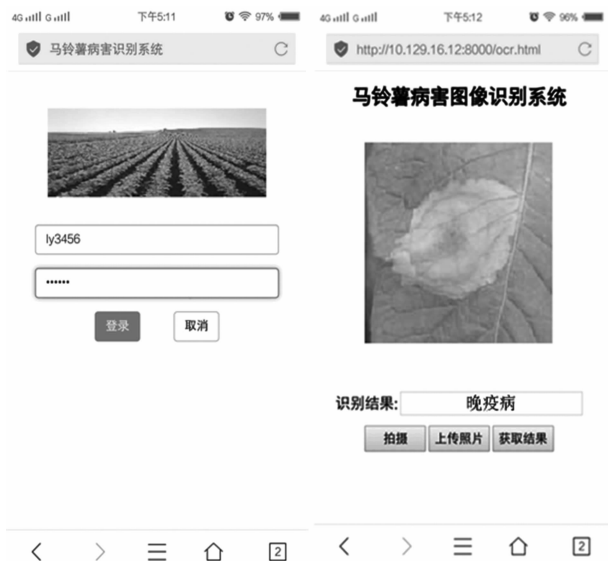 4G G 下午5:11 97%
马铃薯病害识别系统
ly3456
••••••
登录 取消
2
4G G 下午5:12 96%
http://10.129.16.12:8000/ocr.html
马铃薯病害图像识别系统
识别结果: 晚疫病
拍摄 上传照片 获取结果
2